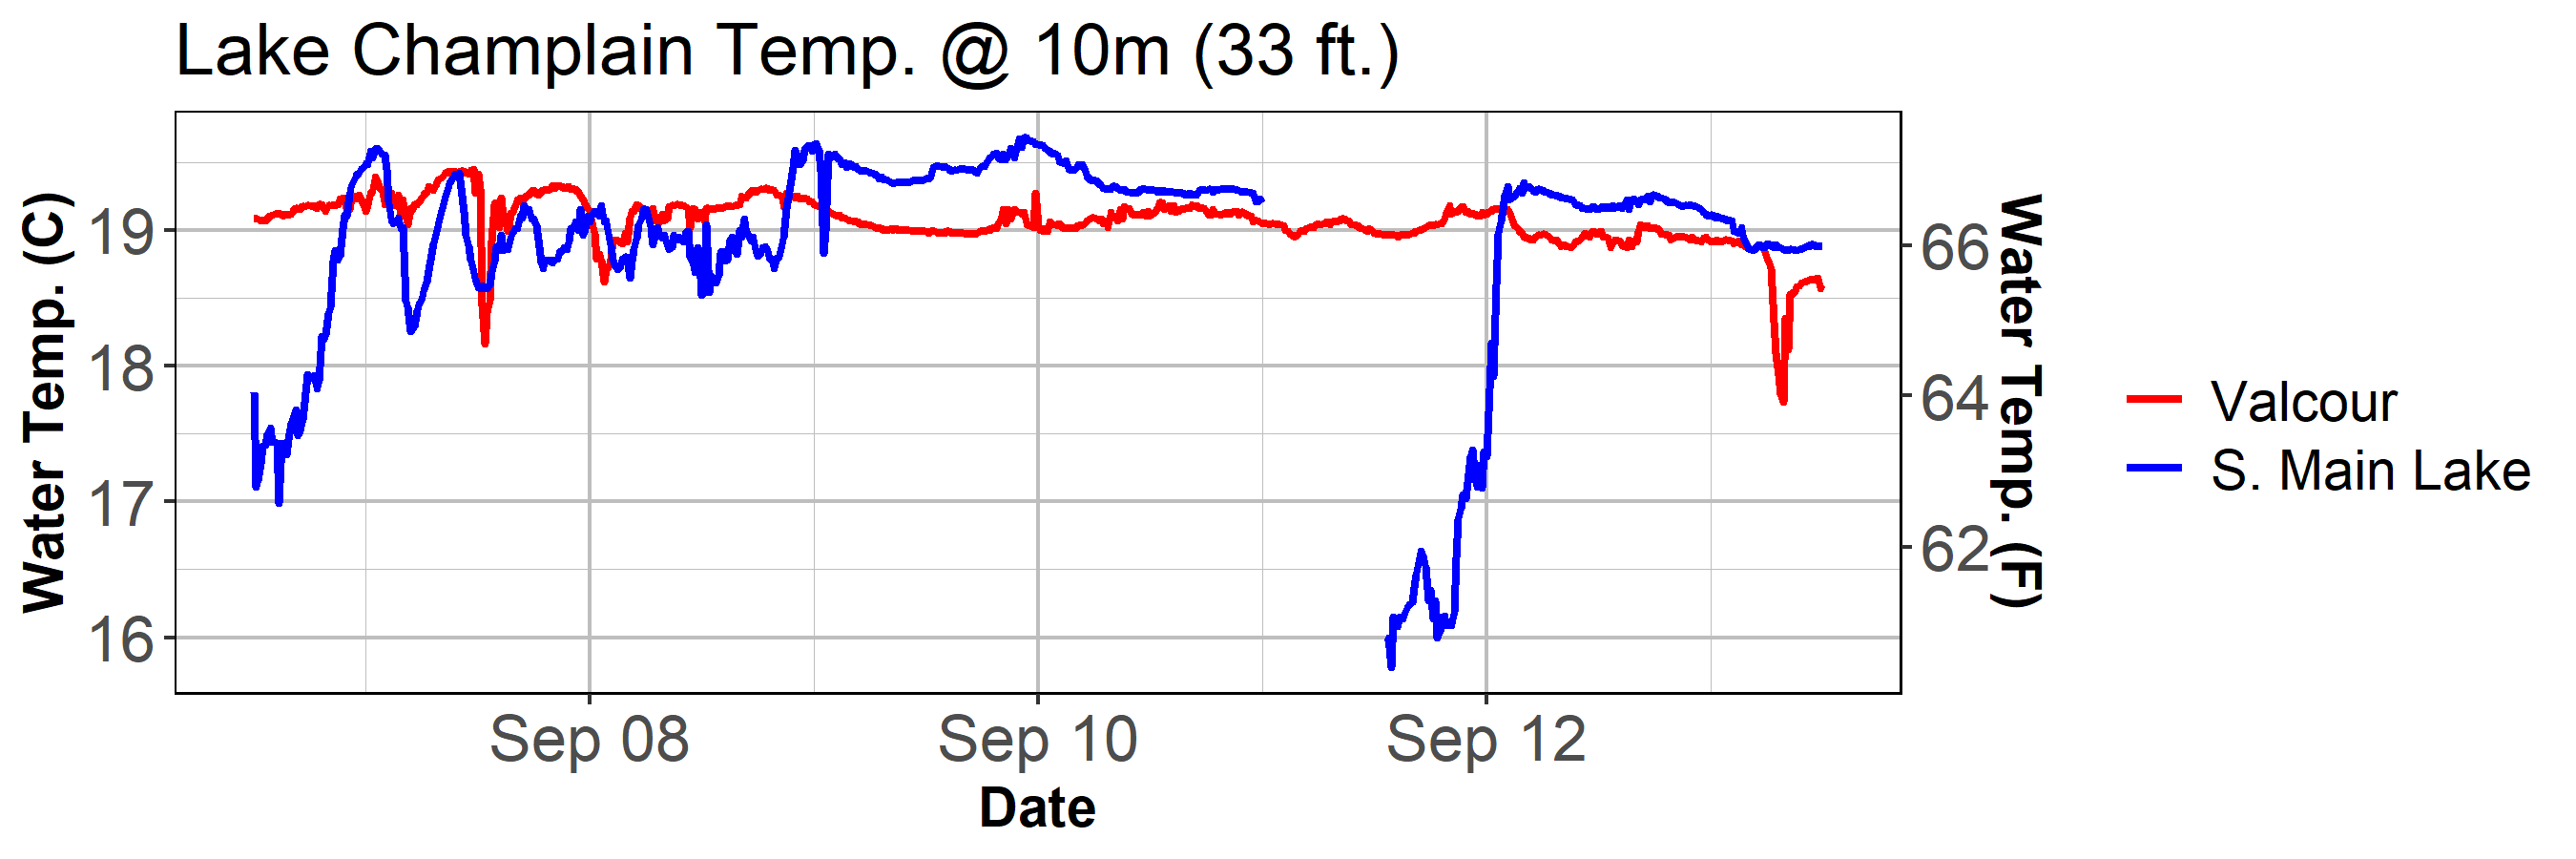 Lake Champlain Temp. @ 10m (33 ft.)
Water Temp. (C)
19
18
17
16
66
64
62
Water Temp. (F)
Sep 08
Sep 10
Sep 12
Date
Valcour
S. Main Lake